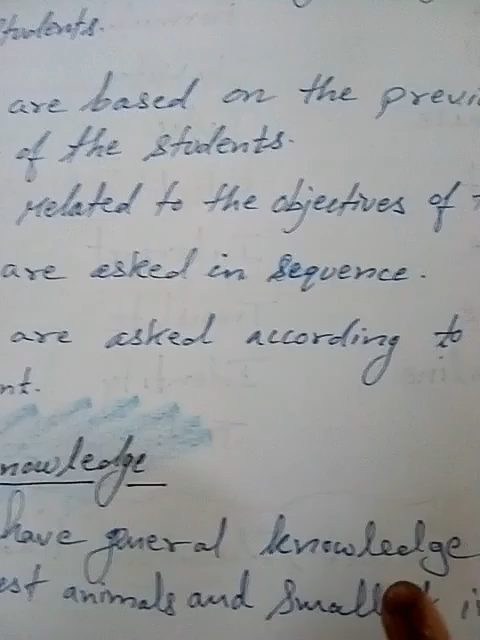 students.
are based on the previ
of the students.
related to the objectives of
are asked in sequence.
are asked according to
nt.
nowledge
have general knowledge
est animals and small